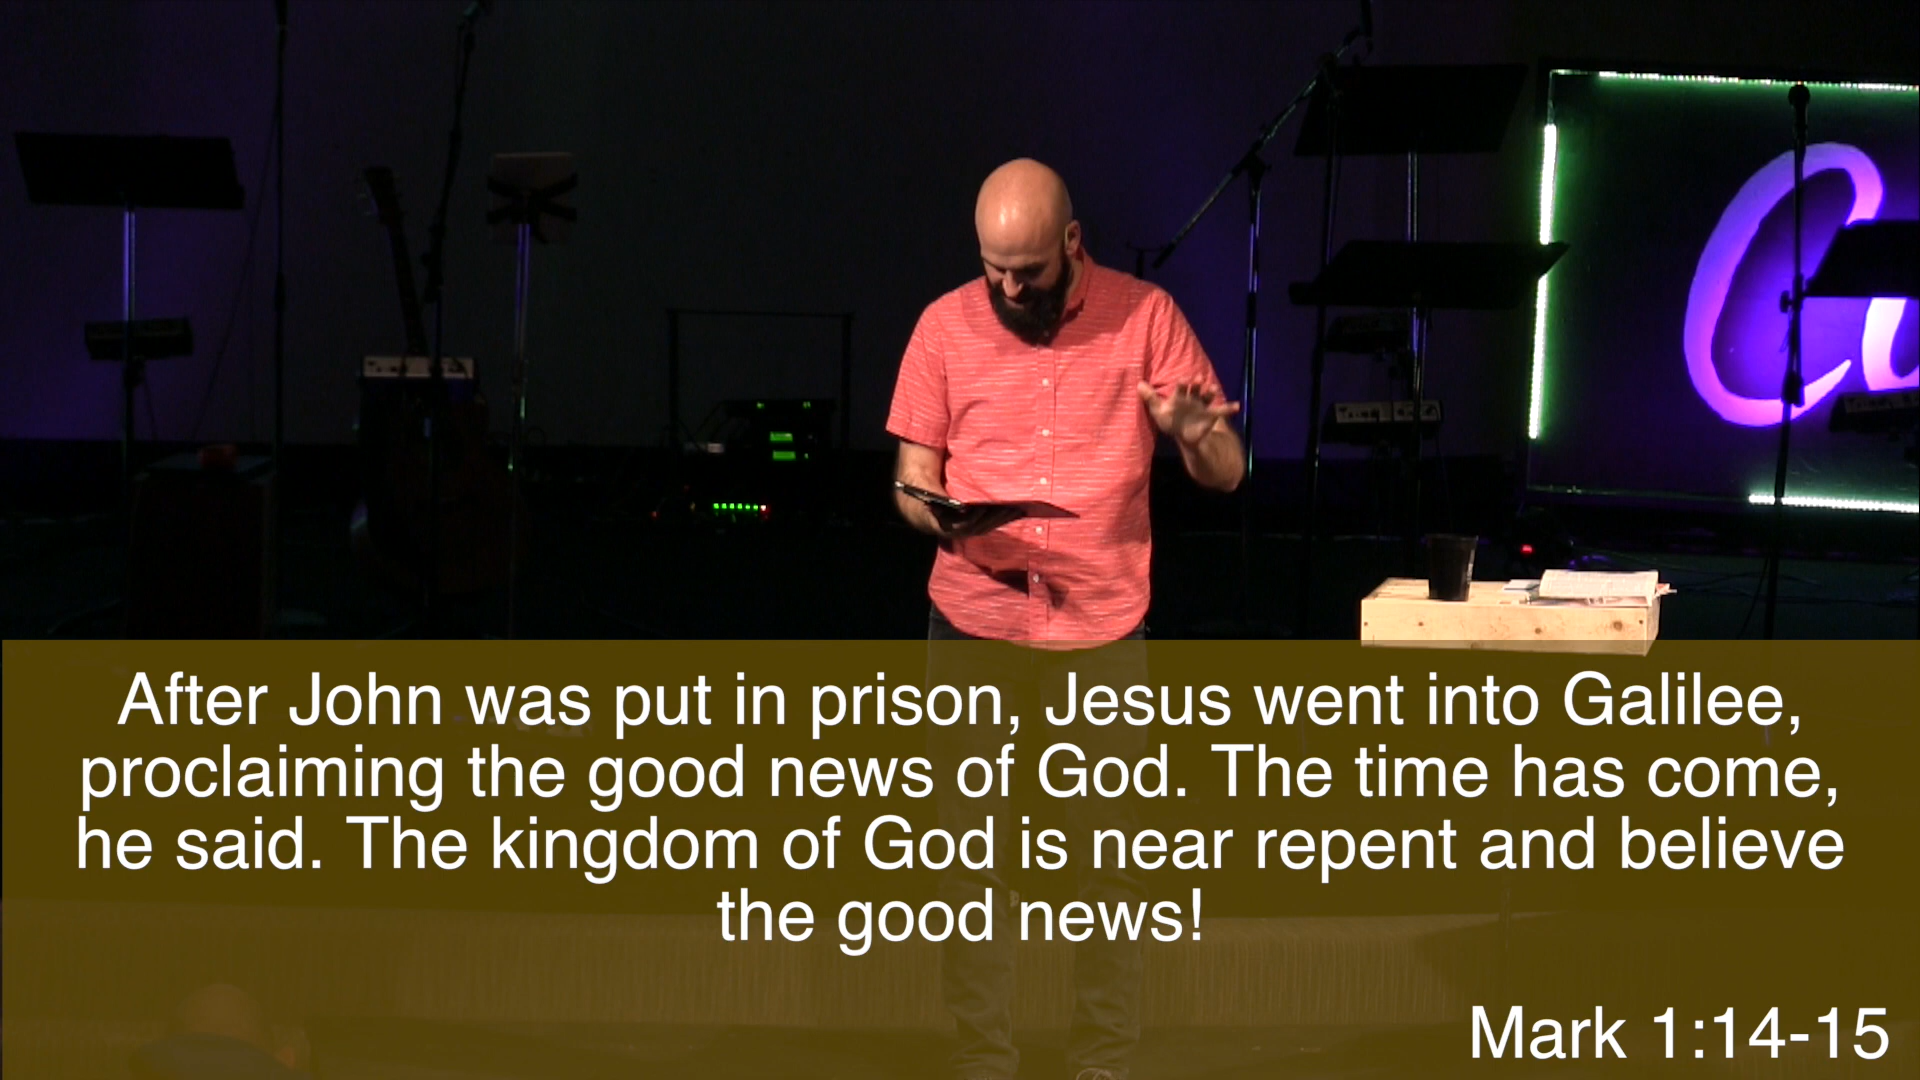 After John was put in prison, Jesus went into Galilee,
proclaiming the good news of God. The time has come,
he said. The kingdom of God is near repent and believe
the good news!
Mark 1:14-15